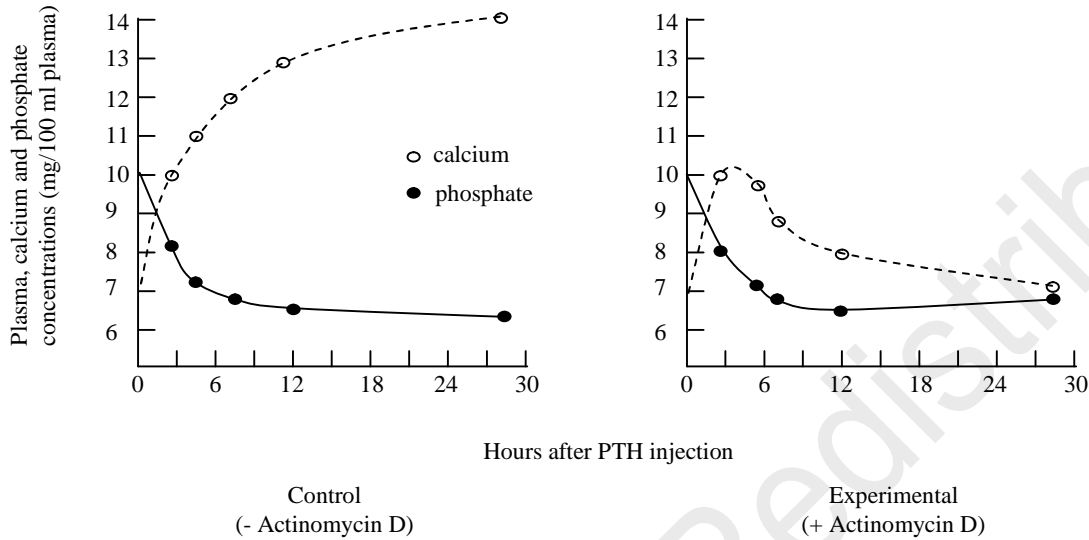 Plasma, calcium and phosphate
concentrations (mg/100 ml plasma)
14
13
12
11
10
9
8
7
6
0 6 12 18 24 30
calcium
phosphate
14
13
12
11
10
9
8
7
6
0 6 12 18 24 30
Hours after PTH injection
Control
(- Actinomycin D)
Experimental
(+ Actinomycin D)